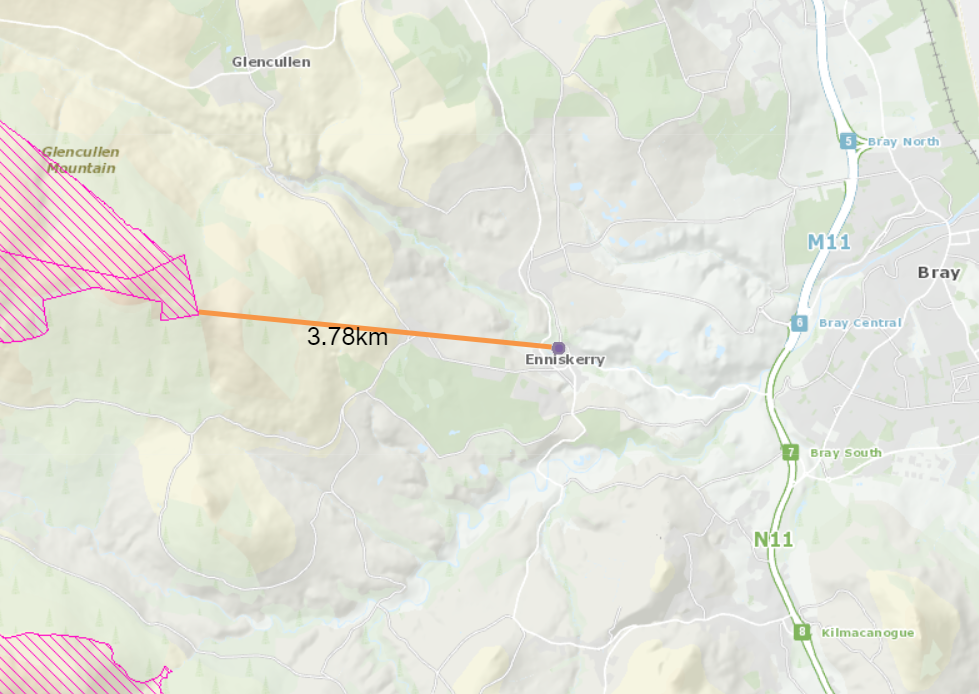 Glencullen
Glencullen
Mountain
5
Bray North
M11
Bray
6
Bray Central
3.78km
Enniskerry
7
Bray South
N11
8
Kilmacanogue